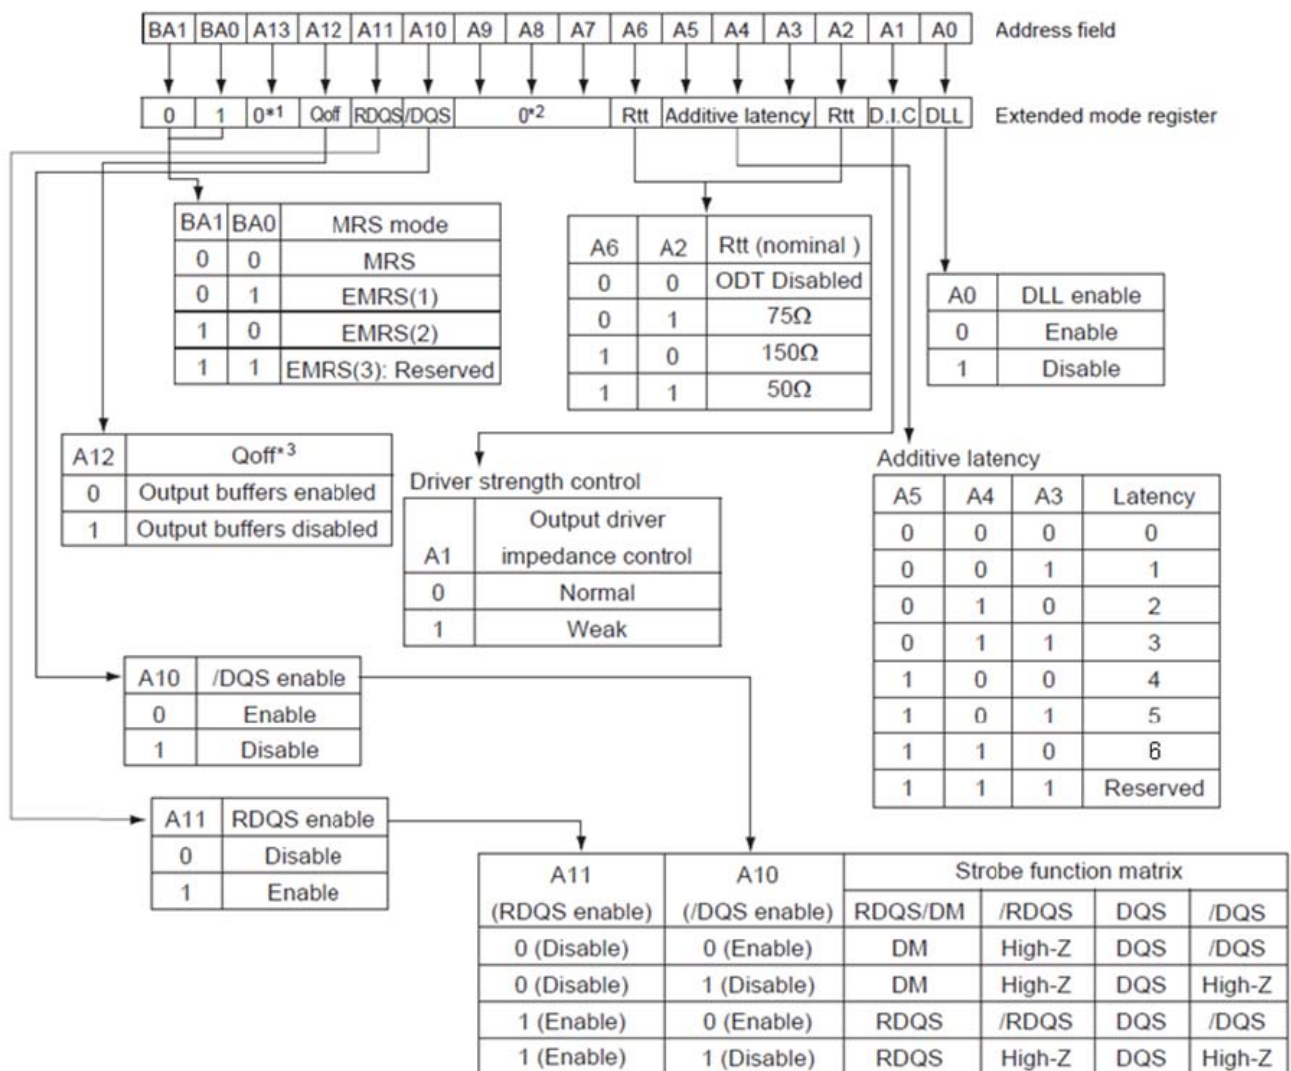 BA1 BA0 A13 A12 A11 A10 A9 A8 A7 A6 A5 A4 A3 A2 A1 A0 Address field
0 1 0*1 Qoff RDQS /DQS 0*2 Rtt Additive latency Rtt D.I.C DLL Extended mode register
BA1 BA0 MRS mode
0 0 MRS
0 1 EMRS(1)
1 0 EMRS(2)
1 1 EMRS(3): Reserved
A6 A2 Rtt (nominal )
0 0 ODT Disabled
0 1 75Ω
1 0 150Ω
1 1 50Ω
A0 DLL enable
0 Enable
1 Disable
A12 Qoff*3
0 Output buffers enabled
1 Output buffers disabled
Driver strength control
Output driver
A1 impedance control
0 Normal
1 Weak
Additive latency
A5 A4 A3 Latency
0 0 0 0
0 0 1 1
0 1 0 2
0 1 1 3
1 0 0 4
1 0 1 5
1 1 0 6
1 1 1 Reserved
A10 /DQS enable
0 Enable
1 Disable
A11 RDQS enable
0 Disable
1 Enable
A11 A10 Strobe function matrix
(RDQS enable) (/DQS enable) RDQS/DM /RDQS DQS /DQS
0 (Disable) 0 (Enable) DM High-Z DQS /DQS
0 (Disable) 1 (Disable) DM High-Z DQS High-Z
1 (Enable) 0 (Enable) RDQS /RDQS DQS /DQS
1 (Enable) 1 (Disable) RDQS High-Z DQS High-Z